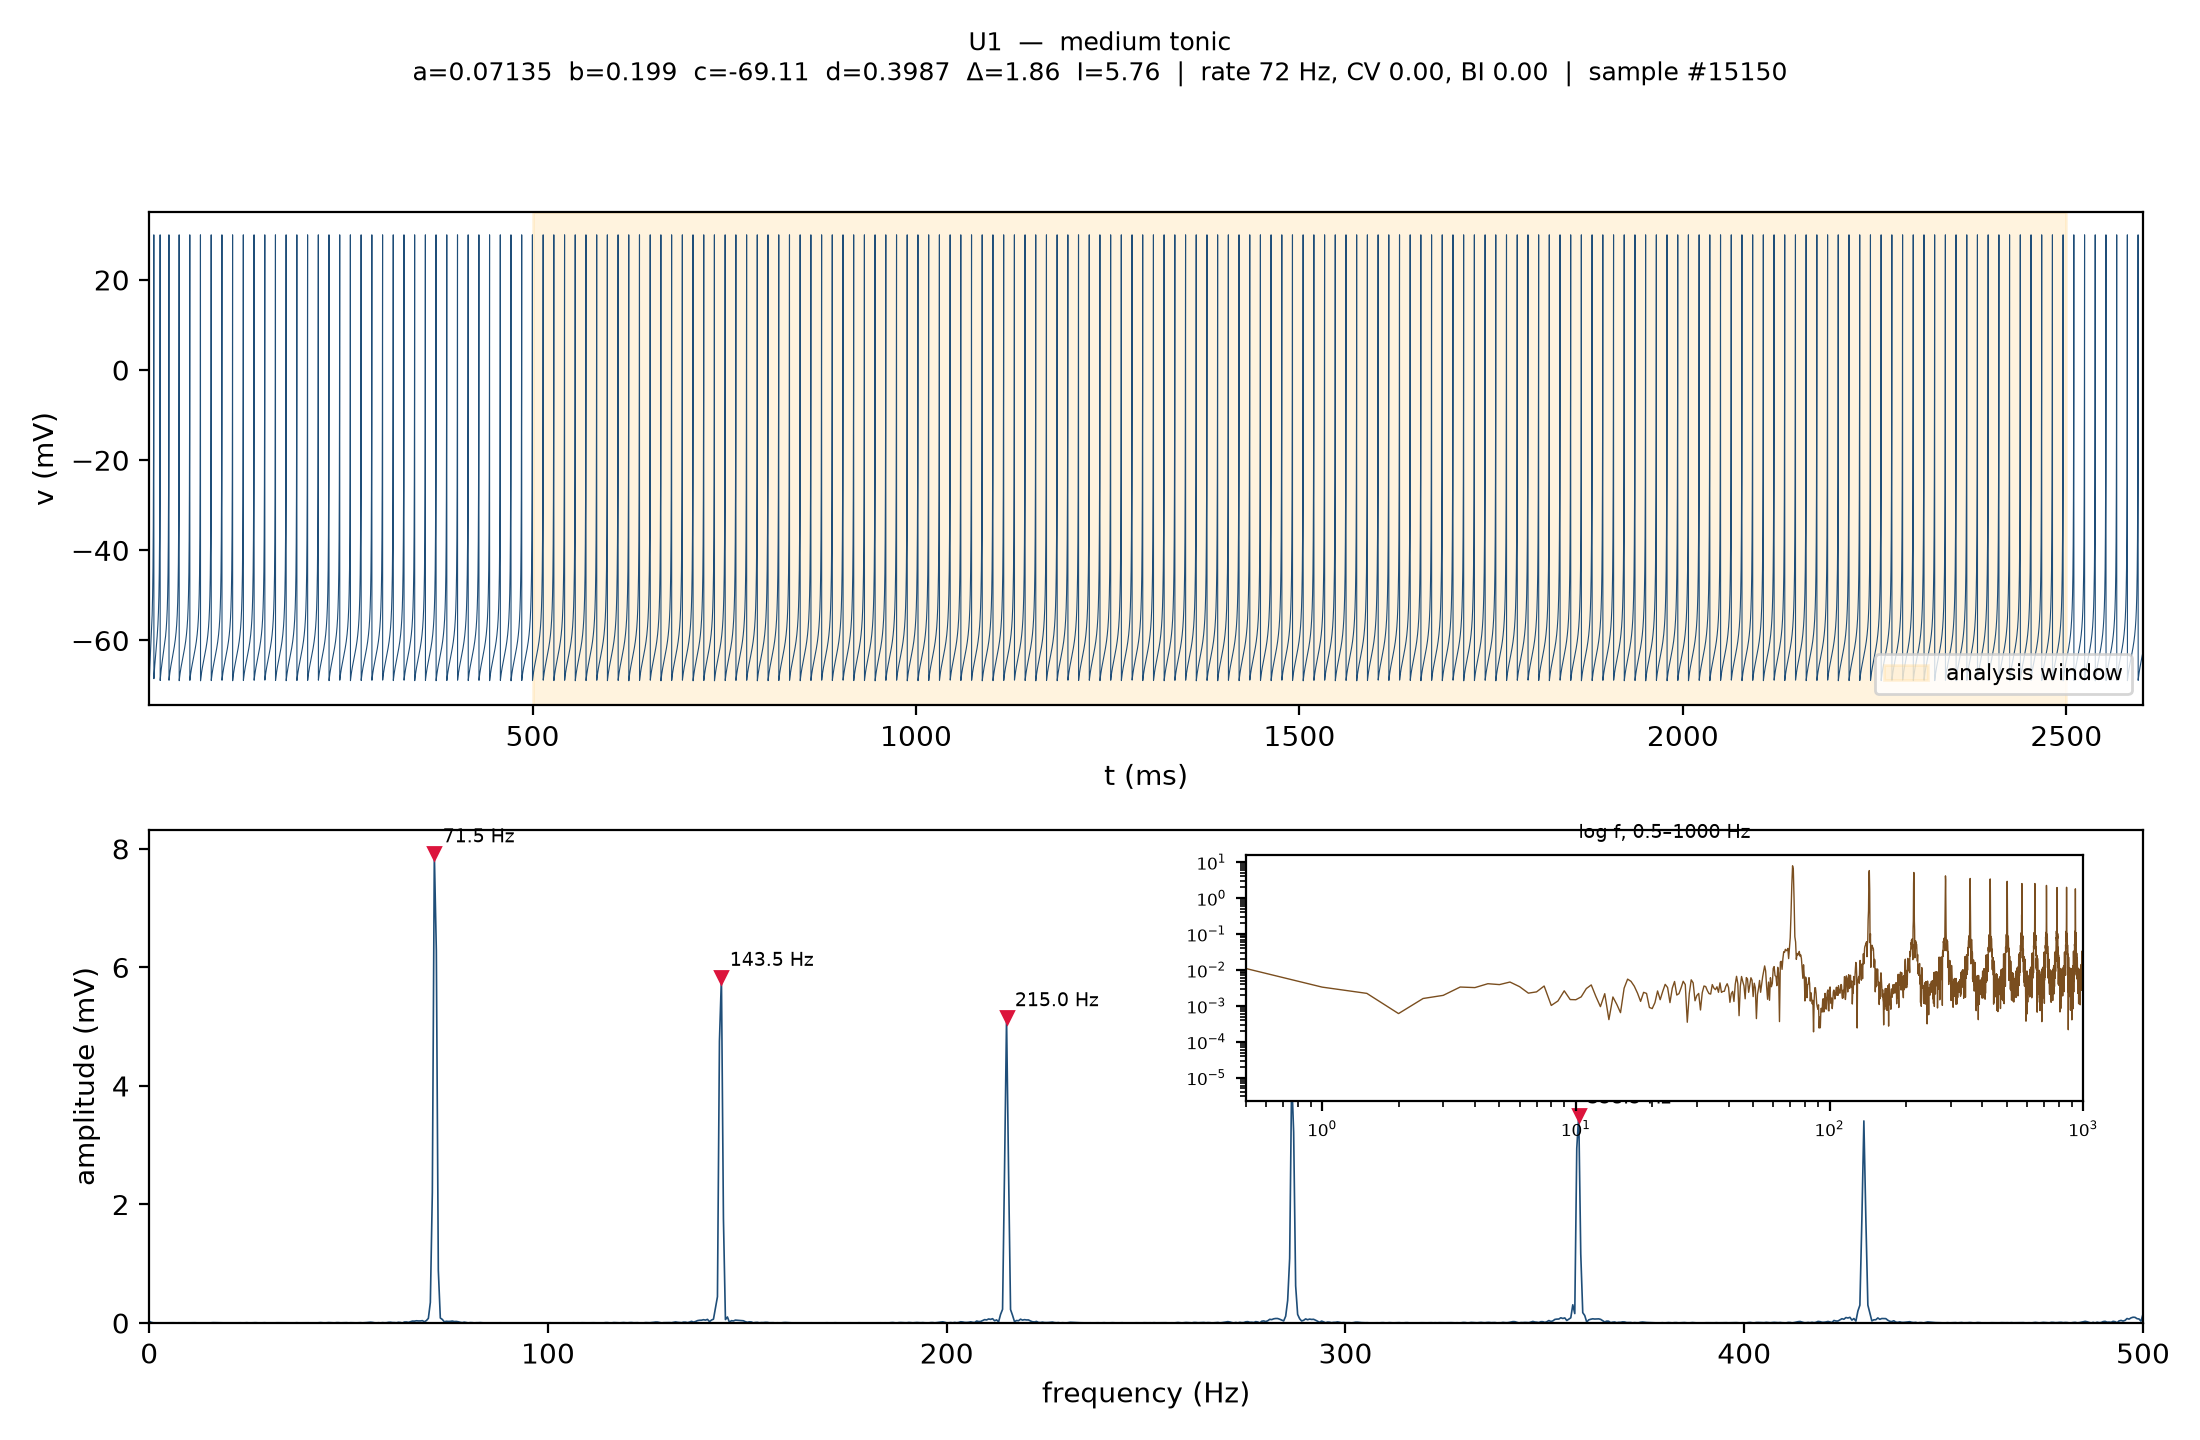 U1 — medium tonic
a=0.07135 b=0.199 c=-69.11 d=0.3987 Δ=1.86 I=5.76 | rate 72 Hz, CV 0.00, BI 0.00 | sample #15150
20
0
−20
−40
−60
v (mV)
analysis window
500
1000
1500
2000
2500
t (ms)
8
6
4
2
0
amplitude (mV)
71.5 Hz
143.5 Hz
215.0 Hz
log f, 0.5–1000 Hz
10¹
10⁰
10⁻¹
10⁻²
10⁻³
10⁻⁴
10⁻⁵
10⁰
10¹
10²
10³
0
100
200
300
400
500
frequency (Hz)